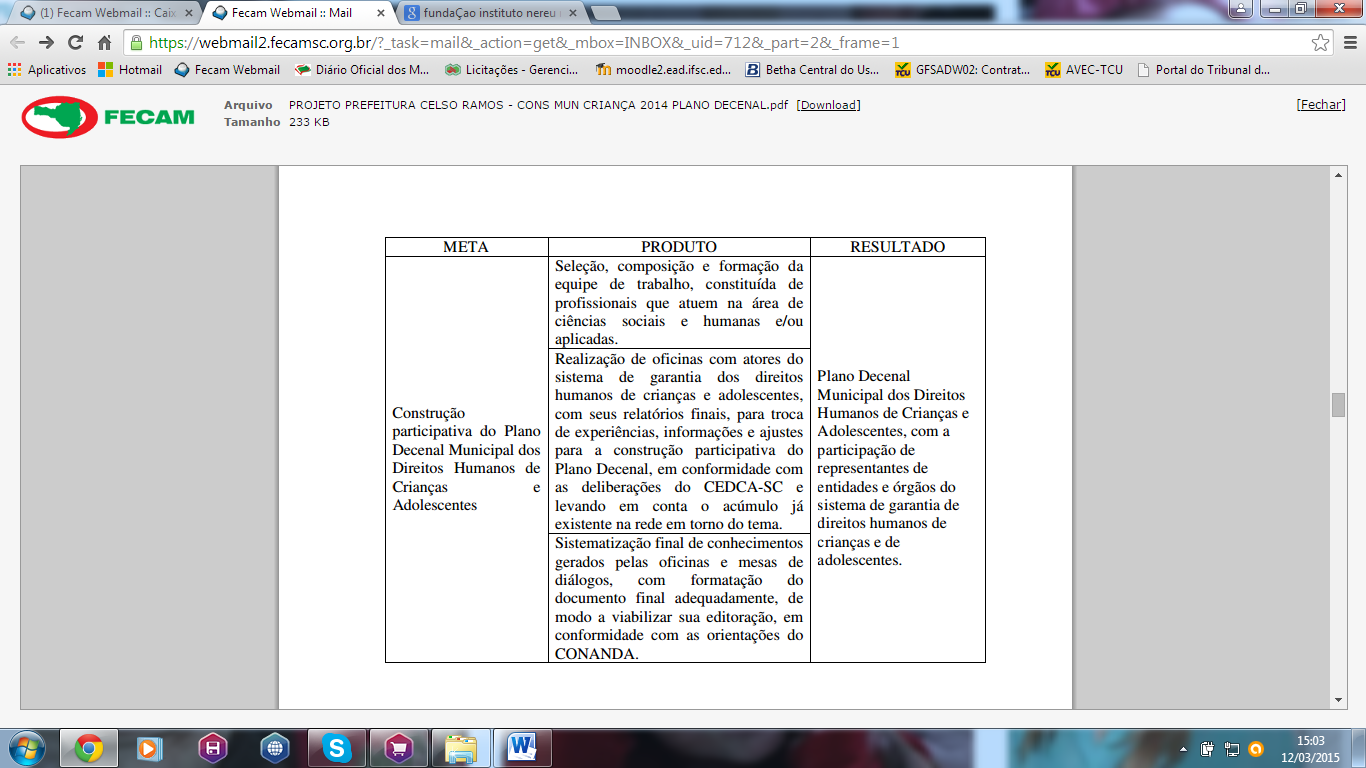 (1) Fecam Webmail :: Caix
Fecam Webmail :: Mail
fundaÇao instituto nereu r
https://webmail2.fecamsc.org.br/?_task=mail&_action=get&_mbox=INBOX&_uid=712&_part=2&_frame=1
Aplicativos Hotmail Fecam Webmail Diário Oficial dos M... Licitações - Gerenci... moodle2.ead.ifsc.ed... Betha Central do Us... GFSADW02: Contrat... AVEC-TCU Portal do Tribunal d...
FECAM
Arquivo PROJETO PREFEITURA CELSO RAMOS - CONS MUN CRIANÇA 2014 PLANO DECENAL.pdf [Download]
Tamanho 233 KB
[Fechar]
META PRODUTO RESULTADO
Construção
participativa do Plano
Decenal Municipal dos
Direitos Humanos de
Crianças e
Adolescentes
Seleção, composição e formação da
equipe de trabalho, constituída de
profissionais que atuem na área de
ciências sociais e humanas e/ou
aplicadas.
Realização de oficinas com atores do
sistema de garantia dos direitos
humanos de crianças e adolescentes,
com seus relatórios finais, para troca
de experiências, informações e ajustes
para a construção participativa do
Plano Decenal, em conformidade com
as deliberações do CEDCA-SC e
levando em conta o acúmulo já
existente na rede em torno do tema.
Sistematização final de conhecimentos
gerados pelas oficinas e mesas de
diálogos, com formatação do
documento final adequadamente, de
modo a viabilizar sua editoração, em
conformidade com as orientações do
CONANDA.
Plano Decenal
Municipal dos Direitos
Humanos de Crianças e
Adolescentes, com a
participação de
representantes de
entidades e órgãos do
sistema de garantia de
direitos humanos de
crianças e de
adolescentes.
15:03
12/03/2015